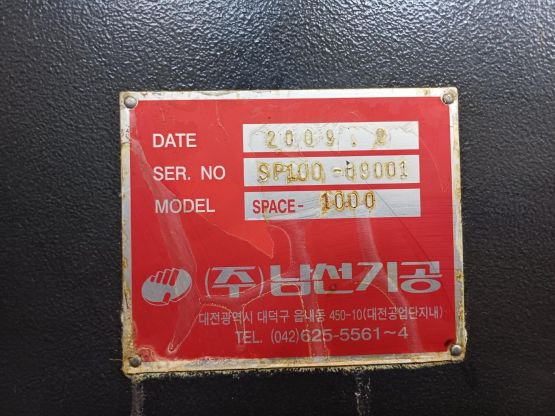 DATE 2009.2
SER. NO SP100-09001
MODEL SPACE- 1000
(주)남선기공
대전광역시 대덕구 읍내동 450-10(대전공업단지내)
TEL. (042)625-5561~4